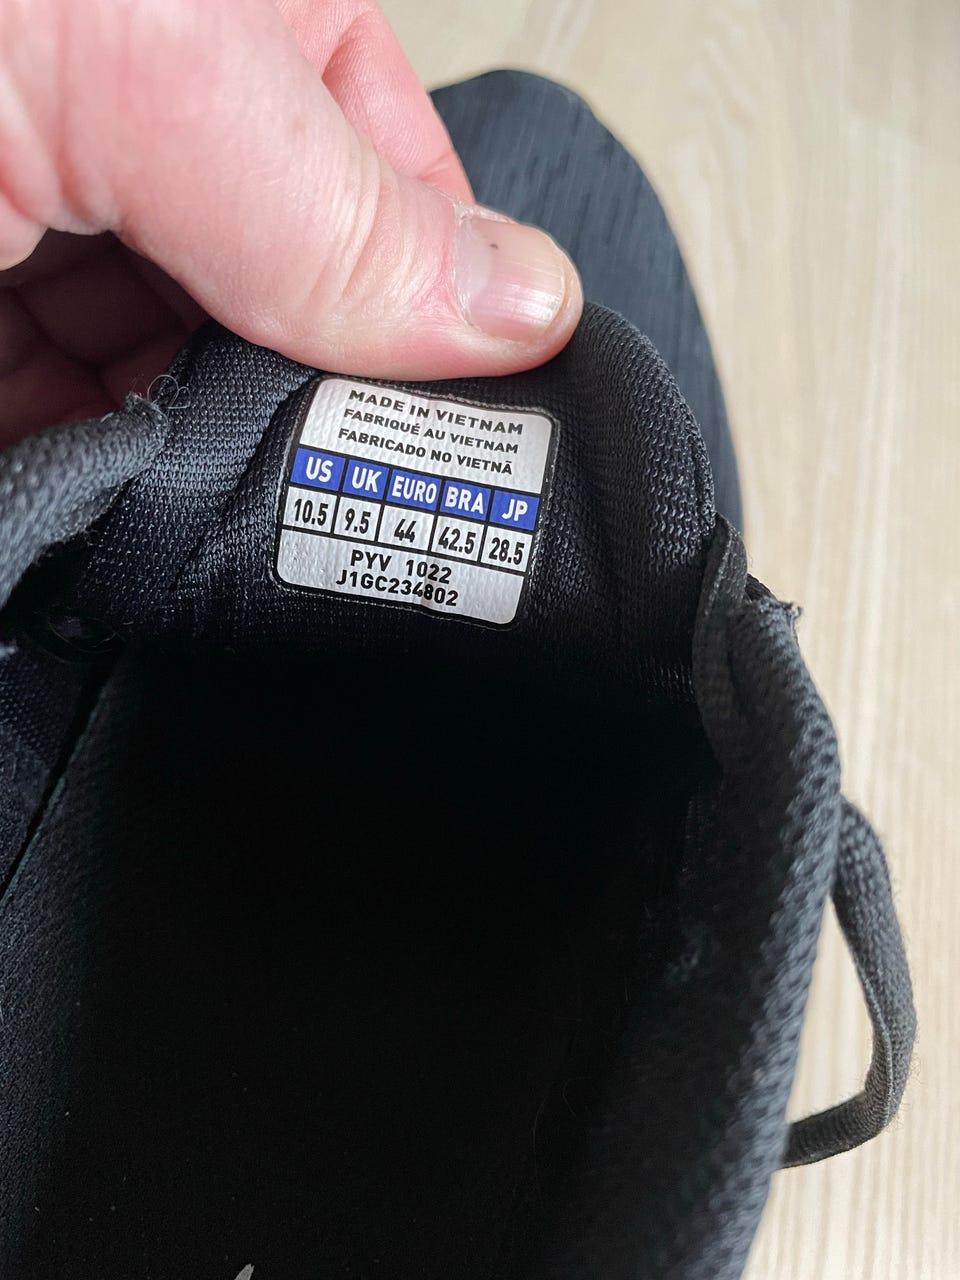 MADE IN VIETNAM
FABRIQUÉ AU VIETNAM
FABRICADO NO VIETNÃ
US UK EURO BRA JP
10.5 9.5 44 42.5 28.5
PYV 1022
J1GC234802